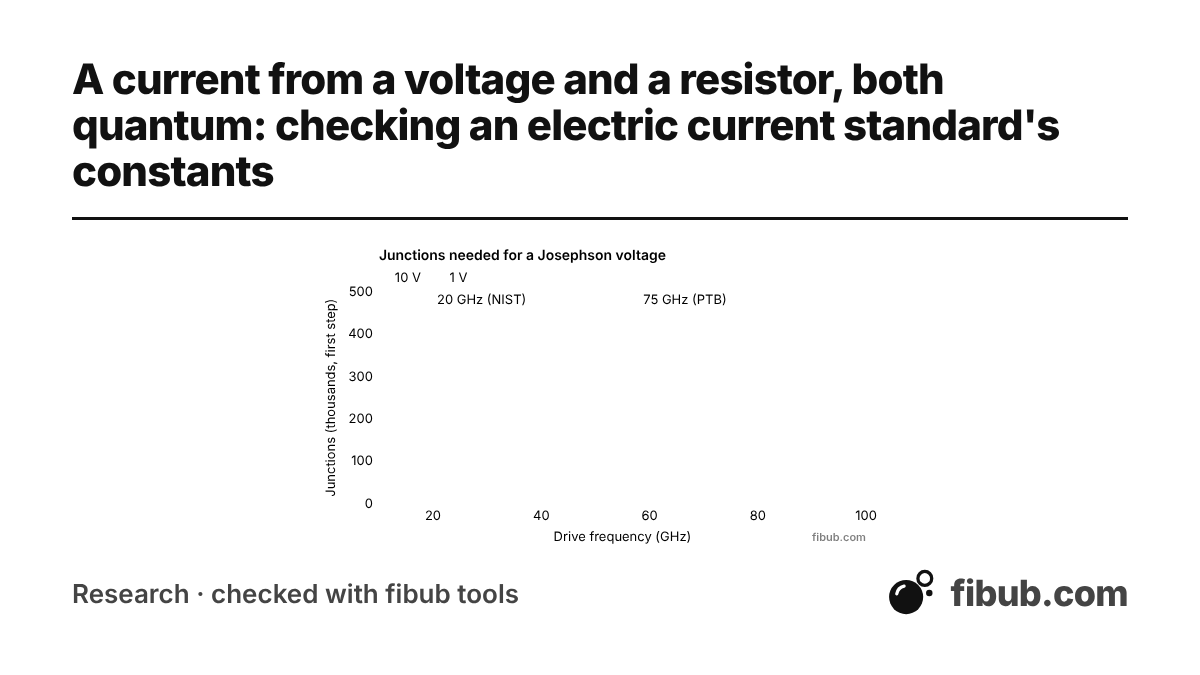 A current from a voltage and a resistor, both
quantum: checking an electric current standard's
constants
Junctions needed for a Josephson voltage
10 V 1 V
20 GHz (NIST) 75 GHz (PTB)
Junctions (thousands, first step)
500
400
300
200
100
0
20 40 60 80 100
Drive frequency (GHz)
fibub.com
Research · checked with fibub tools
fibub.com